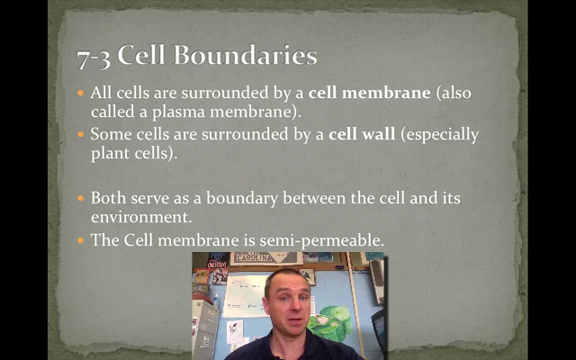 7-3 Cell Boundaries
All cells are surrounded by a cell membrane (also
called a plasma membrane).
Some cells are surrounded by a cell wall (especially
plant cells).
Both serve as a boundary between the cell and its
environment.
The Cell membrane is semi-permeable.
CAROLINA